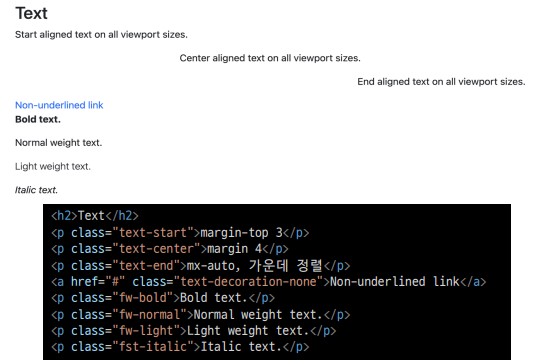 Text
Start aligned text on all viewport sizes.
Center aligned text on all viewport sizes.
End aligned text on all viewport sizes.
Non-underlined link
Bold text.
Normal weight text.
Light weight text.
Italic text.
<h2>Text</h2>
<p class="text-start">margin-top 3</p>
<p class="text-center">margin 4</p>
<p class="text-end">mx-auto, 가운데 정렬</p>
<a href="#" class="text-decoration-none">Non-underlined link</a>
<p class="fw-bold">Bold text.</p>
<p class="fw-normal">Normal weight text.</p>
<p class="fw-light">Light weight text.</p>
<p class="fst-italic">Italic text.</p>